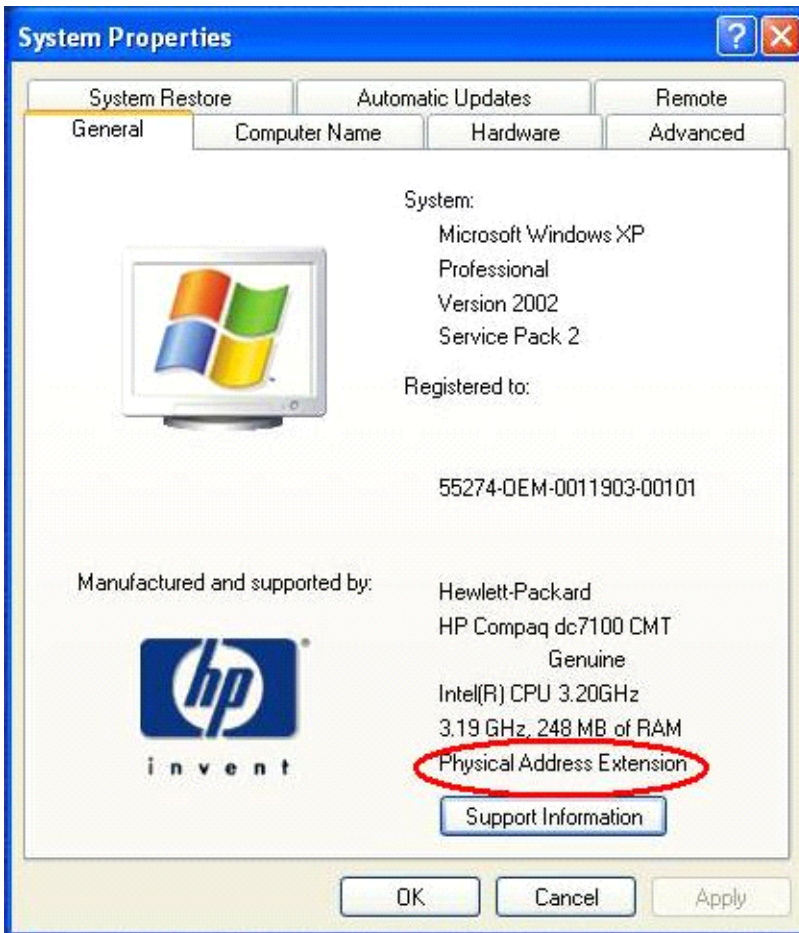 System Properties
System Restore Automatic Updates Remote
General Computer Name Hardware Advanced
System:
Microsoft Windows XP
Professional
Version 2002
Service Pack 2
Registered to:
55274-OEM-0011903-00101
Manufactured and supported by:
Hewlett-Packard
HP Compaq dc7100 CMT
Genuine
Intel(R) CPU 3.20GHz
3.19 GHz, 248 MB of RAM
Physical Address Extension
hp
invent
Support Information
OK Cancel Apply